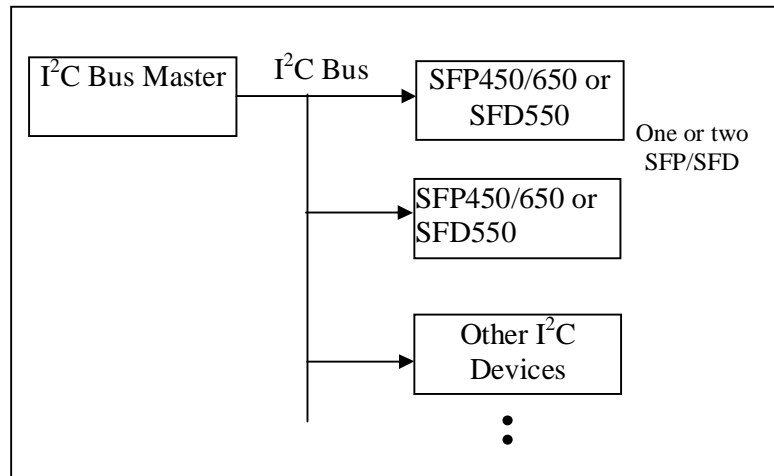 I²C Bus Master
I²C Bus
SFP450/650 or
SFD550
One or two
SFP/SFD
SFP450/650 or
SFD550
Other I²C
Devices